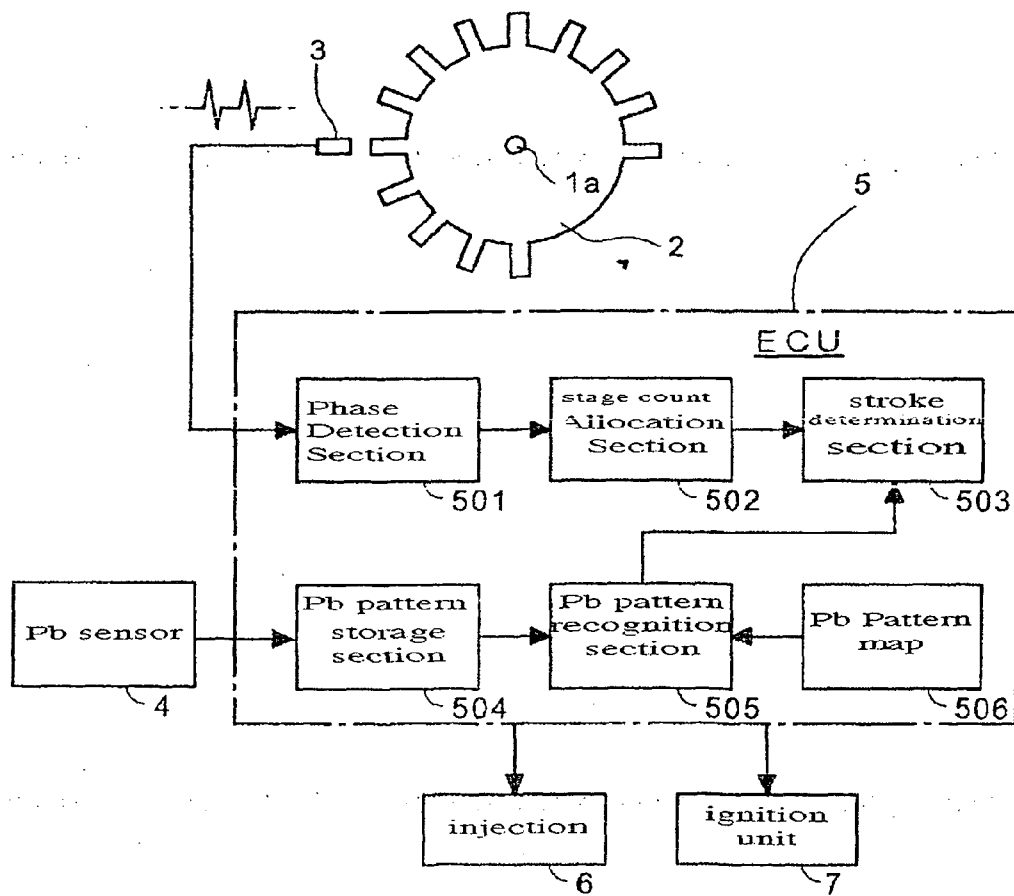 3
1a
2
5
ECU
Phase
Detection
Section
501
stage count
Allocation
Section
502
stroke
determination
section
503
Pb sensor
4
Pb pattern
storage
section
504
Pb pattern
recognition
section
505
Pb Pattern
map
506
injection
6
ignition
unit
7